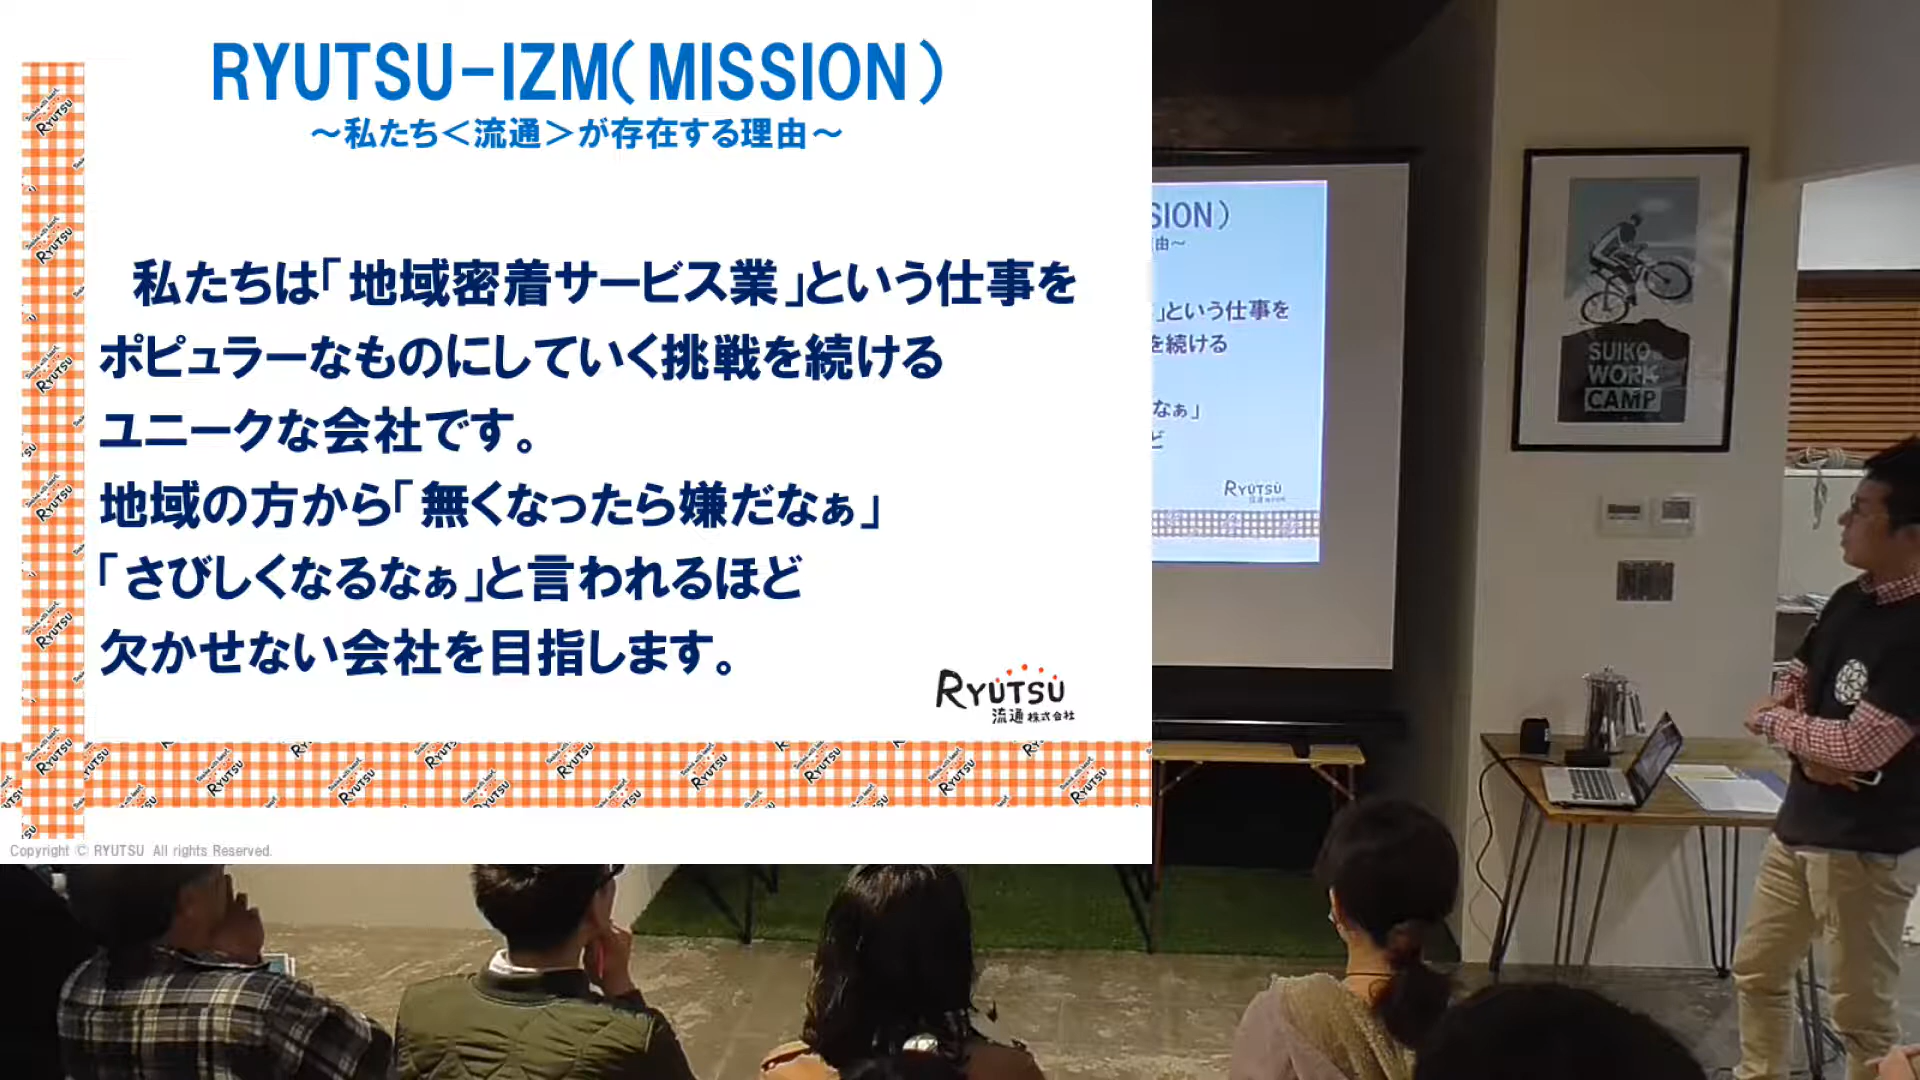 RYUTSU-IZM(MISSION)
～私たち＜流通＞が存在する理由～
私たちは「地域密着サービス業」という仕事を
ポピュラーなものにしていく挑戦を続ける
ユニークな会社です。
地域の方から「無くなったら嫌だなぁ」
「さびしくなるなぁ」と言われるほど
欠かせない会社を目指します。
RYUTSU
流通株式会社
Copyright © RYUTSU All rights Reserved.
SION)
由～
」という仕事を
を続ける
なぁ」
ど
RYUTSU
SUIKO
WORK
CAMP